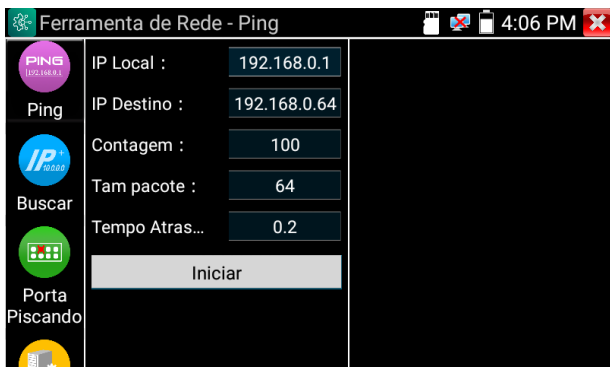 Ferramenta de Rede - Ping
4:06 PM
PING
192.168.0.1
Ping
IP Local : 192.168.0.1
IP Destino : 192.168.0.64
Contagem : 100
Tam pacote : 64
Tempo Atras... 0.2
Iniciar
IP+
10.0.0.0
Buscar
Porta
Piscando